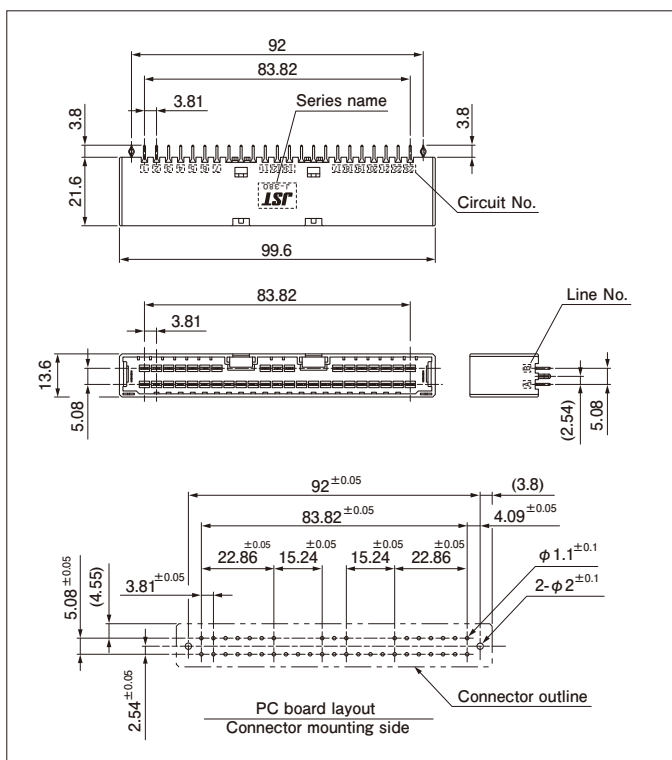 92
83.82
3.81
Series name
3.8
3.8
21.6
J-380
JST
Circuit No.
99.6
83.82
Line No.
3.81
13.6
5.08
(2.54)
5.08
92±0.05
(3.8)
83.82±0.05
4.09±0.05
±0.05 ±0.05 ±0.05 ±0.05
22.86 15.24 15.24 22.86
φ1.1±0.1
3.81±0.05
2-φ2±0.1
5.08±0.05
(4.55)
2.54±0.05
PC board layout
Connector mounting side
Connector outline